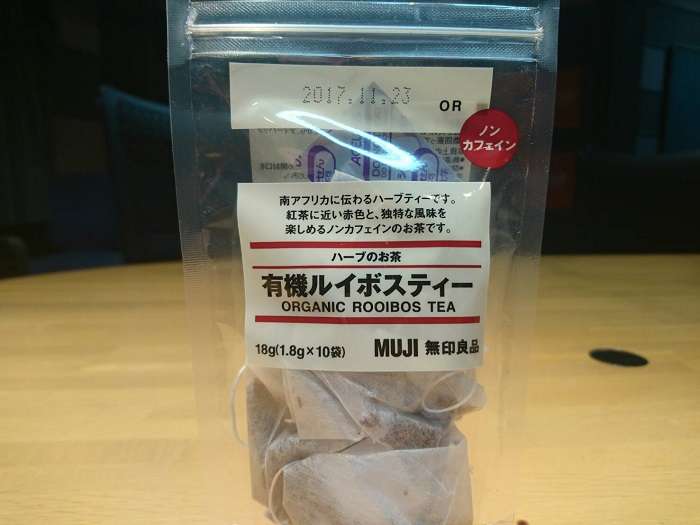 2017.11.23
OR
ノン
カフェイン
南アフリカに伝わるハーブティーです。
紅茶に近い赤色と、独特な風味を
楽しめるノンカフェインのお茶です。
ハーブのお茶
有機ルイボスティー
ORGANIC ROOIBOS TEA
18g(1.8g×10袋)
MUJI 無印良品